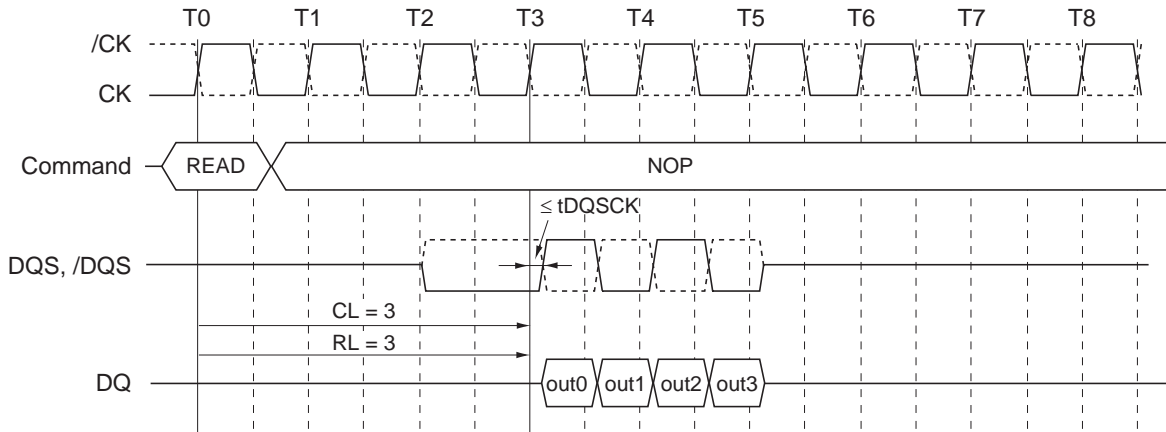 T0 T1 T2 T3 T4 T5 T6 T7 T8
/CK
CK
Command READ NOP
≤ tDQSCK
DQS, /DQS
CL = 3
RL = 3
DQ out0 out1 out2 out3